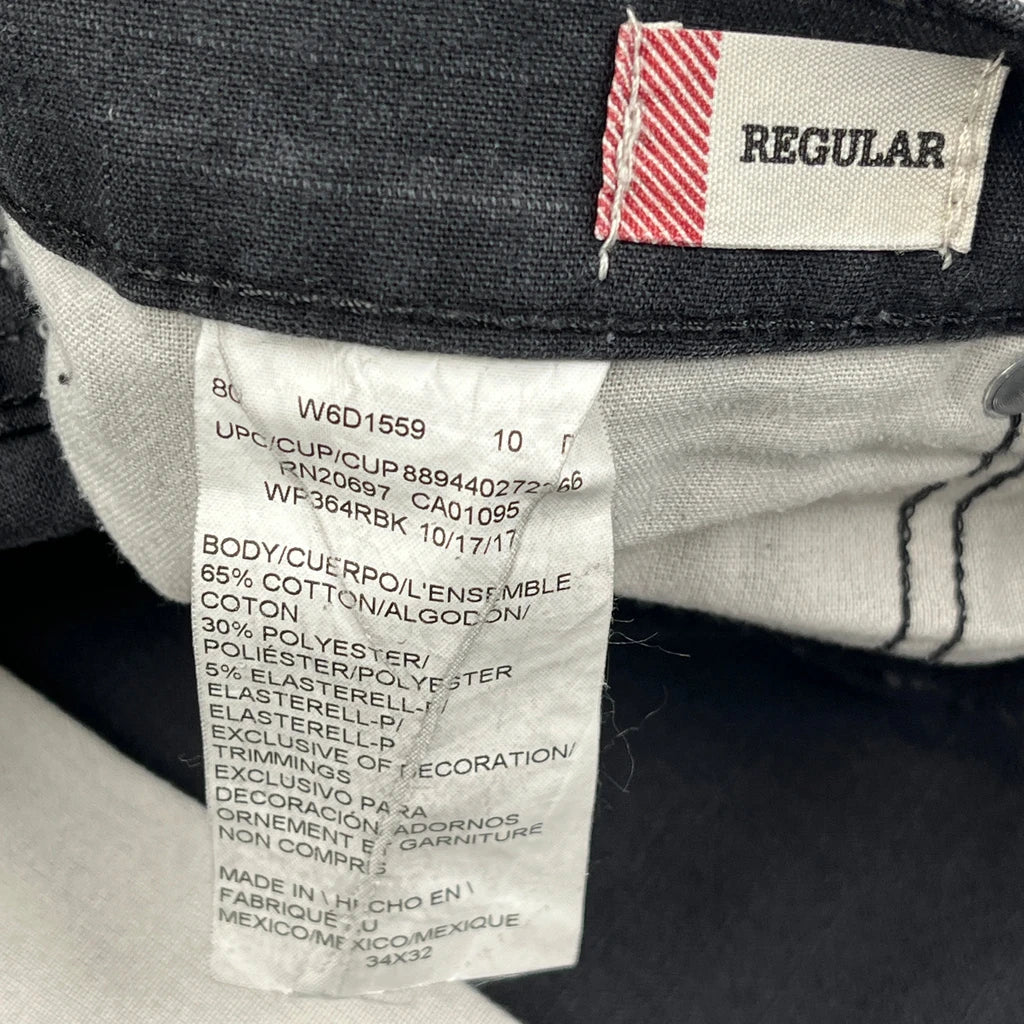 REGULAR
W6D1559 10
UPC/CUP/CUP
RN20697 CA01095
10/17/17
BODY/CUERPO/L'ENSEMBLE
65% COTTON/ALGODON/
COTON
30% POLYESTER/
POLIÉSTER/POLYESTER
5% ELASTERELL-P/
ELASTERELL-P/
ELASTERELL-P
EXCLUSIVE OF DECORATION/
TRIMMINGS
EXCLUSIVO PARA
DECORACIÓN, ADORNOS
ORNEMENT ET GARNITURE
NON COMPRIS
MADE IN \ HECHO EN \
FABRIQUÉ AU
MEXICO/MEXICO/MEXIQUE
34X32